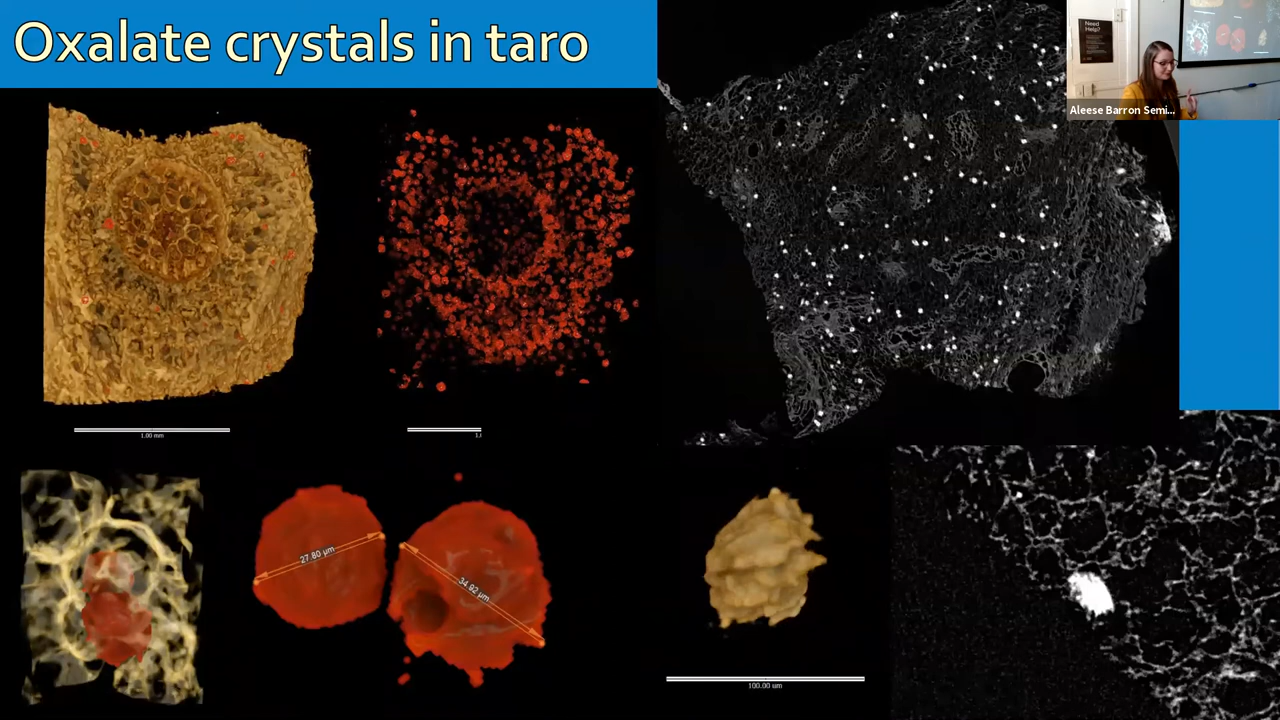 Oxalate crystals in taro
Need
Help?
Aleese Barron Semi...
1.00 mm
27.80 µm
34.92 µm
100.00 um